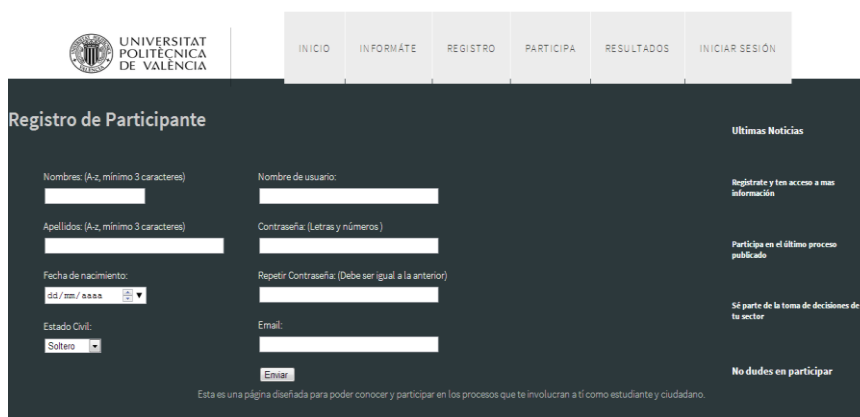 UNIVERSITAT
POLITÈCNICA
DE VALÈNCIA
INICIO
INFORMÁTE
REGISTRO
PARTICIPA
RESULTADOS
INICIAR SESIÓN
Registro de Participante
Nombres: (A-z, mínimo 3 caracteres)
Apellidos: (A-z, mínimo 3 caracteres)
Fecha de nacimiento:
dd/mm/aaaa
Estado Civil:
Soltero
Nombre de usuario:
Contraseña: (Letras y números )
Repetir Contraseña: (Debe ser igual a la anterior)
Email:
Enviar
Esta es una página diseñada para poder conocer y participar en los procesos que te involucran a tí como estudiante y ciudadano.
Ultimas Noticias
Registrate y ten acceso a mas
información
Participa en el último proceso
publicado
Sé parte de la toma de decisiones de
tu sector
No dudes en participar